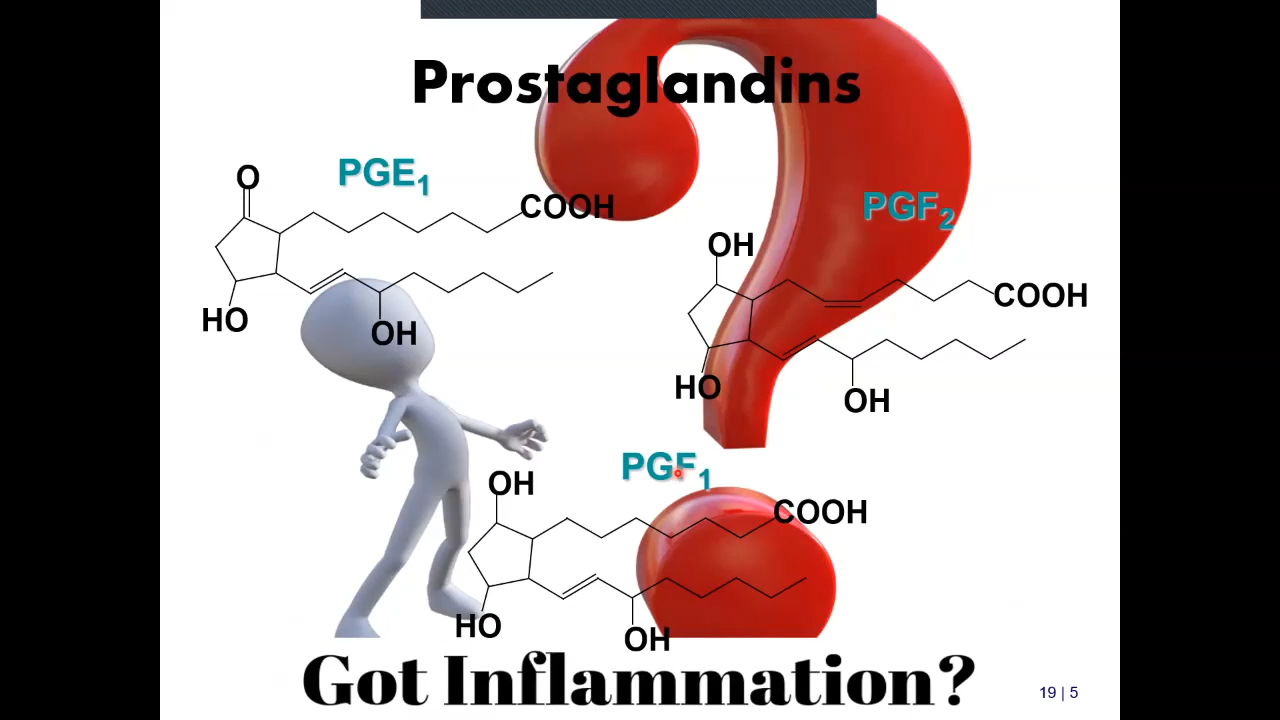 Prostaglandins
PGE1
O
COOH
HO
OH
PGF2
OH
COOH
HO
OH
PGF1
OH
COOH
HO
OH
Got Inflammation?
19 | 5